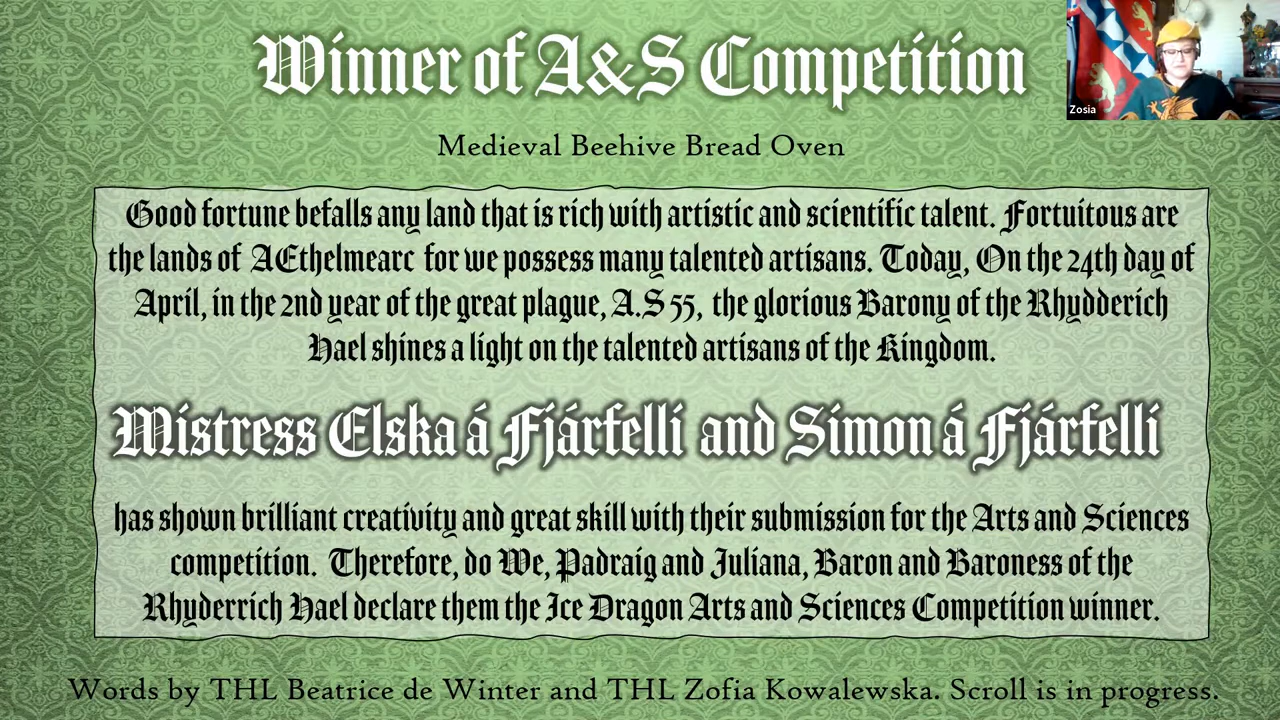 Winner of A&S Competition
Zosia
Medieval Beehive Bread Oven
Good fortune befalls any land that is rich with artistic and scientific talent. Fortuitous are
the lands of AEthelmearc for we possess many talented artisans. Today, On the 24th day of
April, in the 2nd year of the great plague, A.S 55, the glorious Barony of the Rhydderich
Hael shines a light on the talented artisans of the Kingdom.
Mistress Elska á Fjárfelli and Simon á Fjárfelli
has shown brilliant creativity and great skill with their submission for the Arts and Sciences
competition. Therefore, do We, Padraig and Juliana, Baron and Baroness of the
Rhyderrich Hael declare them the Ice Dragon Arts and Sciences Competition winner.
Words by THL Beatrice de Winter and THL Zofia Kowalewska. Scroll is in progress.